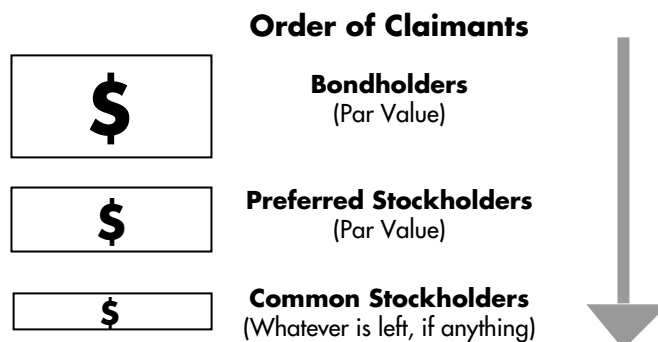 Order of Claimants
$
Bondholders
(Par Value)
$
Preferred Stockholders
(Par Value)
$
Common Stockholders
(Whatever is left, if anything)